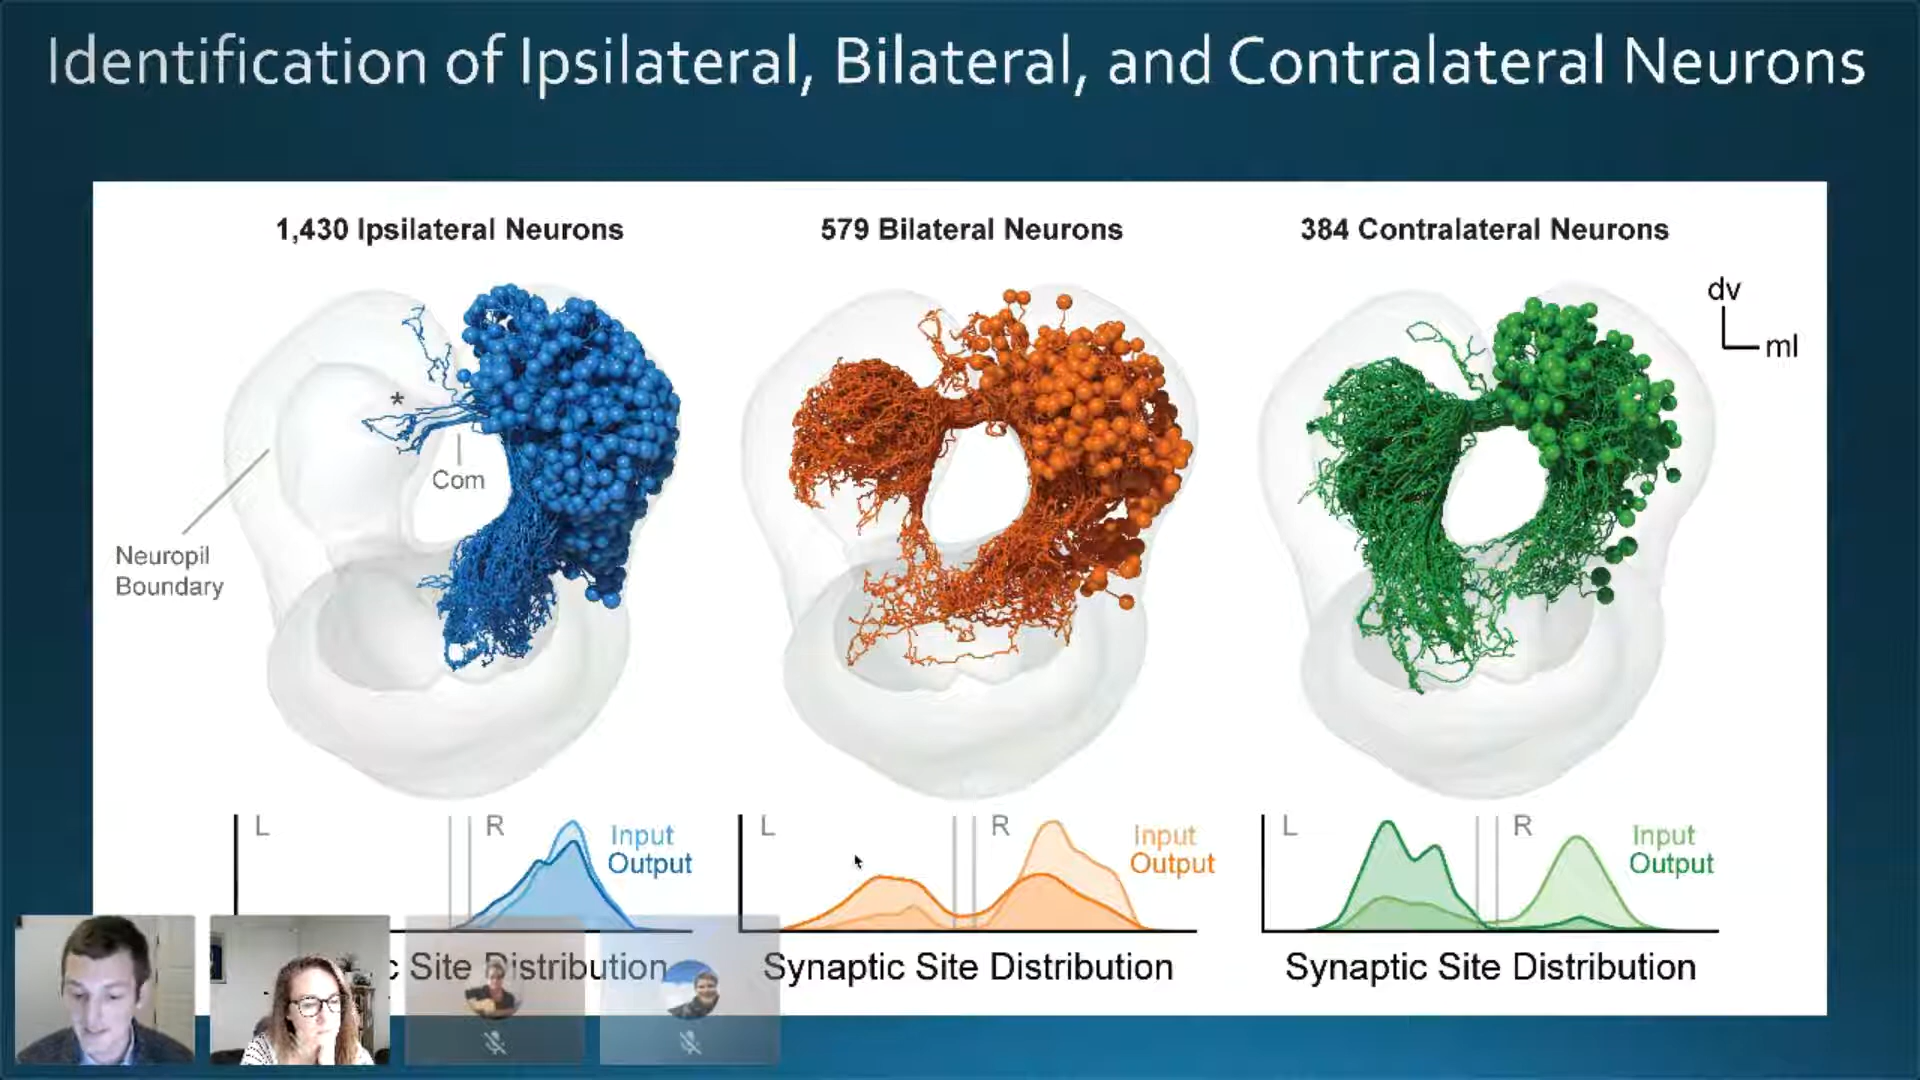 Identification of Ipsilateral, Bilateral, and Contralateral Neurons
1,430 Ipsilateral Neurons
579 Bilateral Neurons
384 Contralateral Neurons
dv
ml
*
Com
Neuropil
Boundary
L
R
Input
Output
L
R
Input
Output
L
R
Input
Output
c Site Distribution
Synaptic Site Distribution
Synaptic Site Distribution